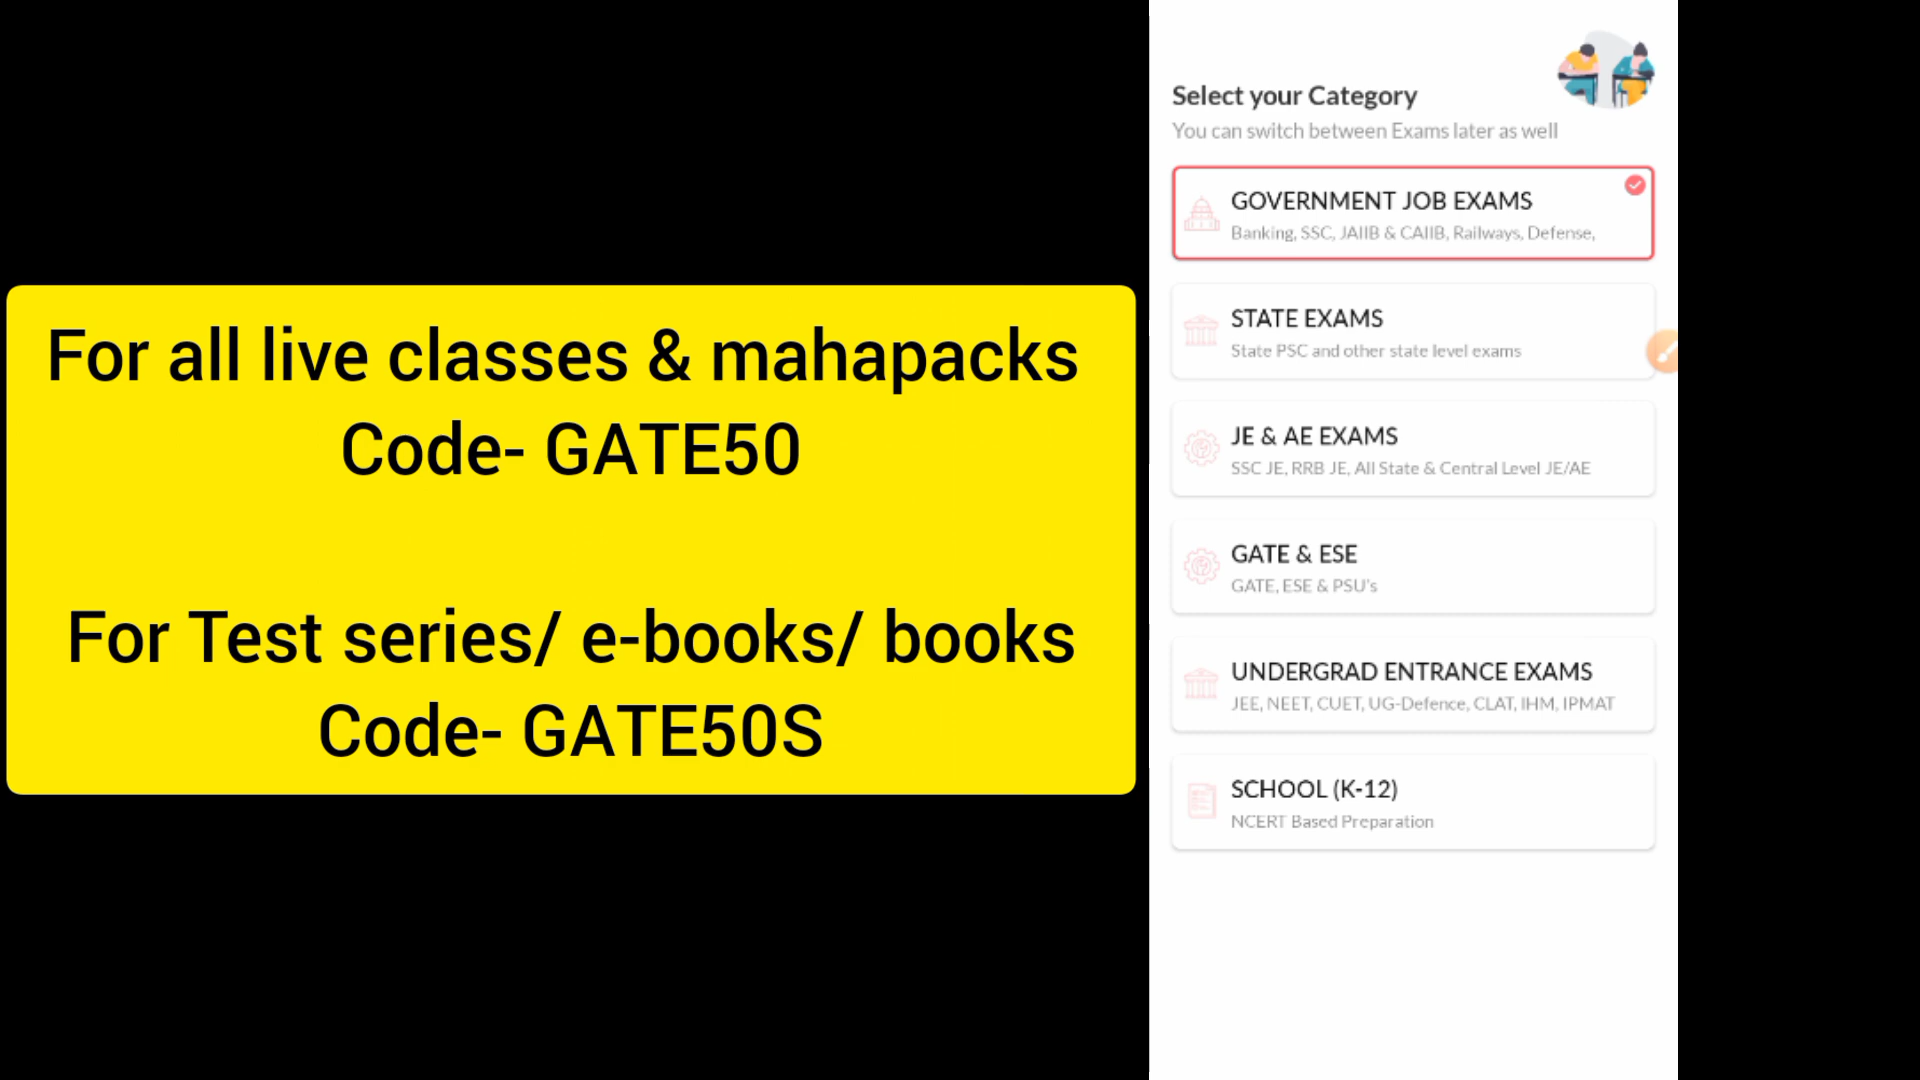 For all live classes & mahapacks
Code- GATE50
For Test series/ e-books/ books
Code- GATE50S
Select your Category
You can switch between Exams later as well
GOVERNMENT JOB EXAMS
Banking, SSC, JAIIB & CAIIB, Railways, Defense,
STATE EXAMS
State PSC and other state level exams
JE & AE EXAMS
SSC JE, RRB JE, All State & Central Level JE/AE
GATE & ESE
GATE, ESE & PSU's
UNDERGRAD ENTRANCE EXAMS
JEE, NEET, CUET, UG-Defence, CLAT, IHM, IPMAT
SCHOOL (K-12)
NCERT Based Preparation